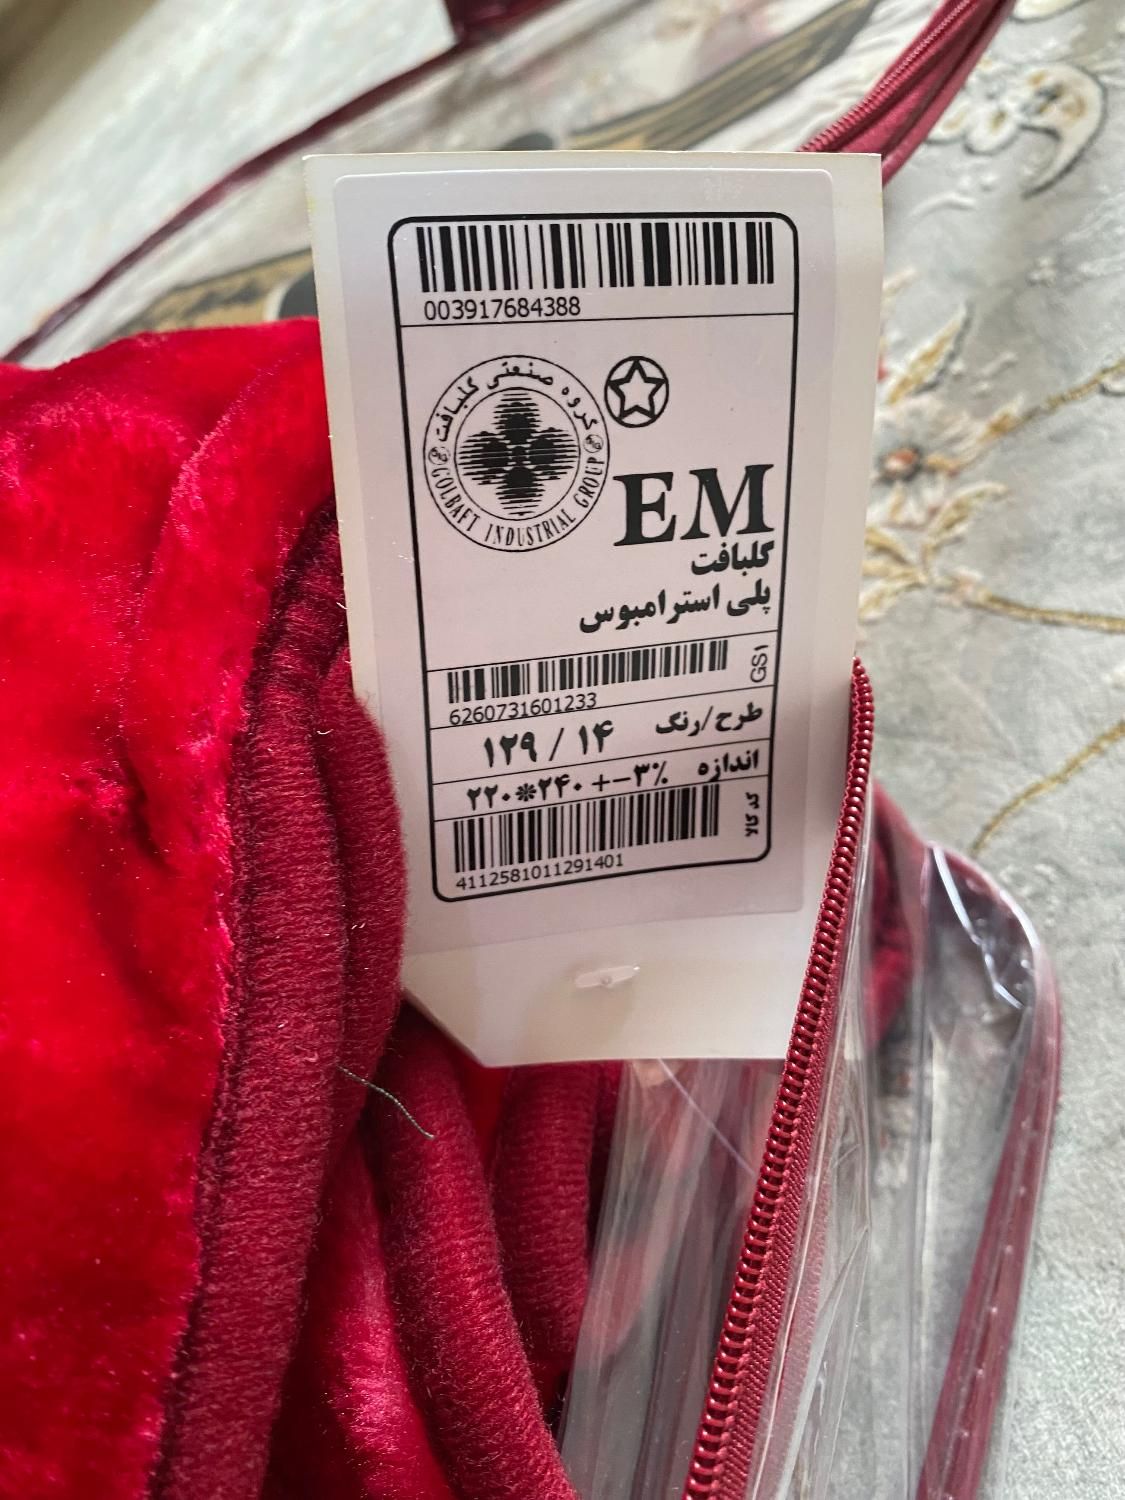 003917684388
گروه صنعتی گلبافت
GOLBAFT INDUSTRIAL GROUP
EM
گلبافت
پلی استرامبوس
GS1
6260731601233
طرح/رنگ ۱۲۹ / ۱۴
اندازه ۲۲۰*۲۴۰ +-۳%
کد کالا
4112581011291401